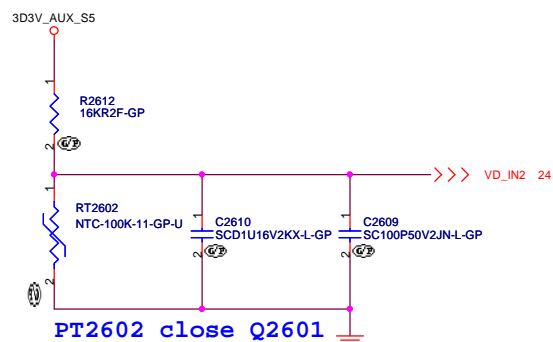 3D3V_AUX_S5
1
R2612
16KR2F-GP
2
G/P
VD_IN2 24
1
RT2602
NTC-100K-11-GP-U
2
1
C2610
SCD1U16V2KX-L-GP
2
G/P
1
C2609
SC100P50V2JN-L-GP
2
G/P
PT2602 close Q2601